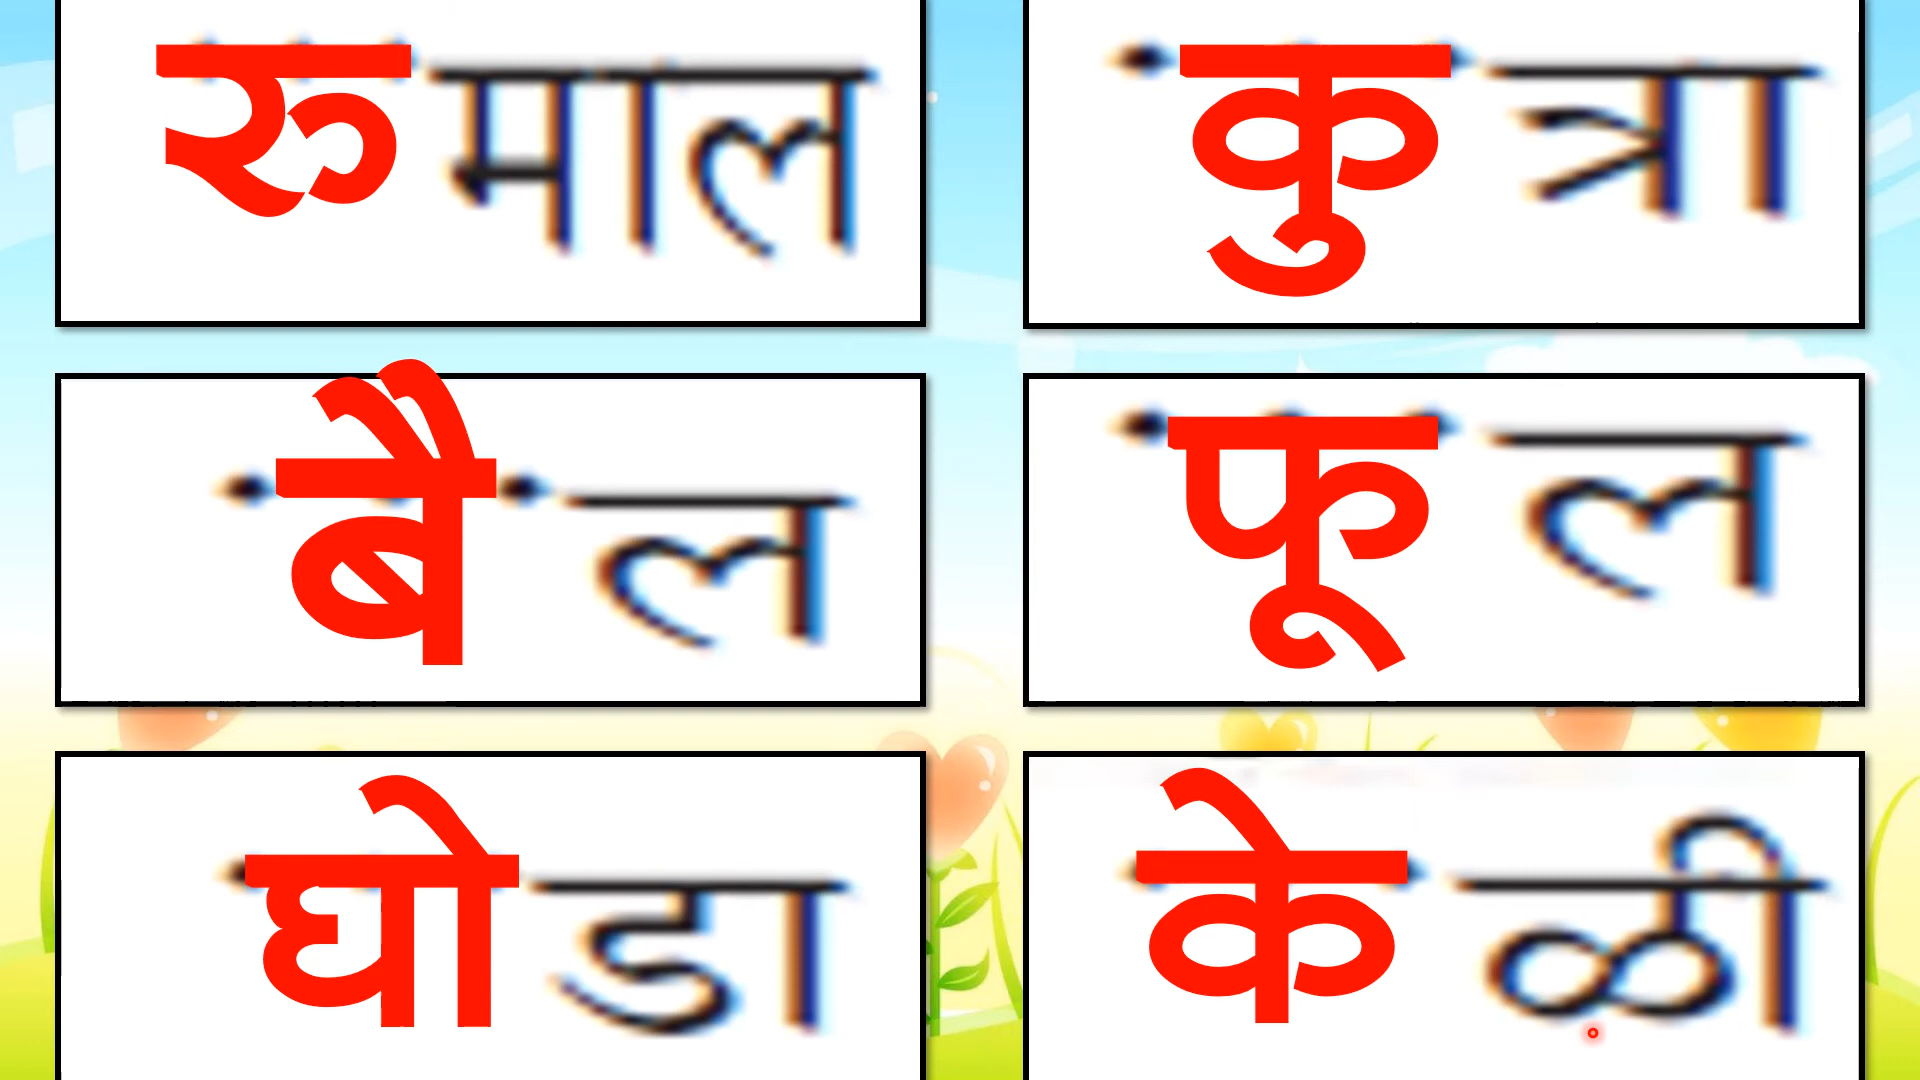 रुमाल
कुत्रा
बैल
फूल
घोडा
केळी